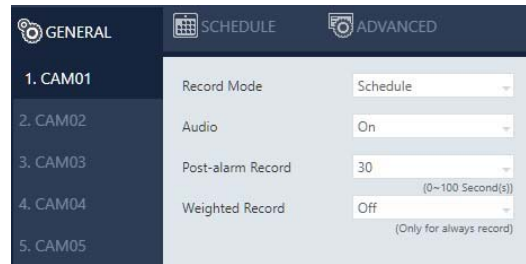 GENERAL SCHEDULE ADVANCED
1. CAM01
2. CAM02
3. CAM03
4. CAM04
5. CAM05
Record Mode Schedule
Audio On
Post-alarm Record 30
(0~100 Second(s))
Weighted Record Off
(Only for always record)